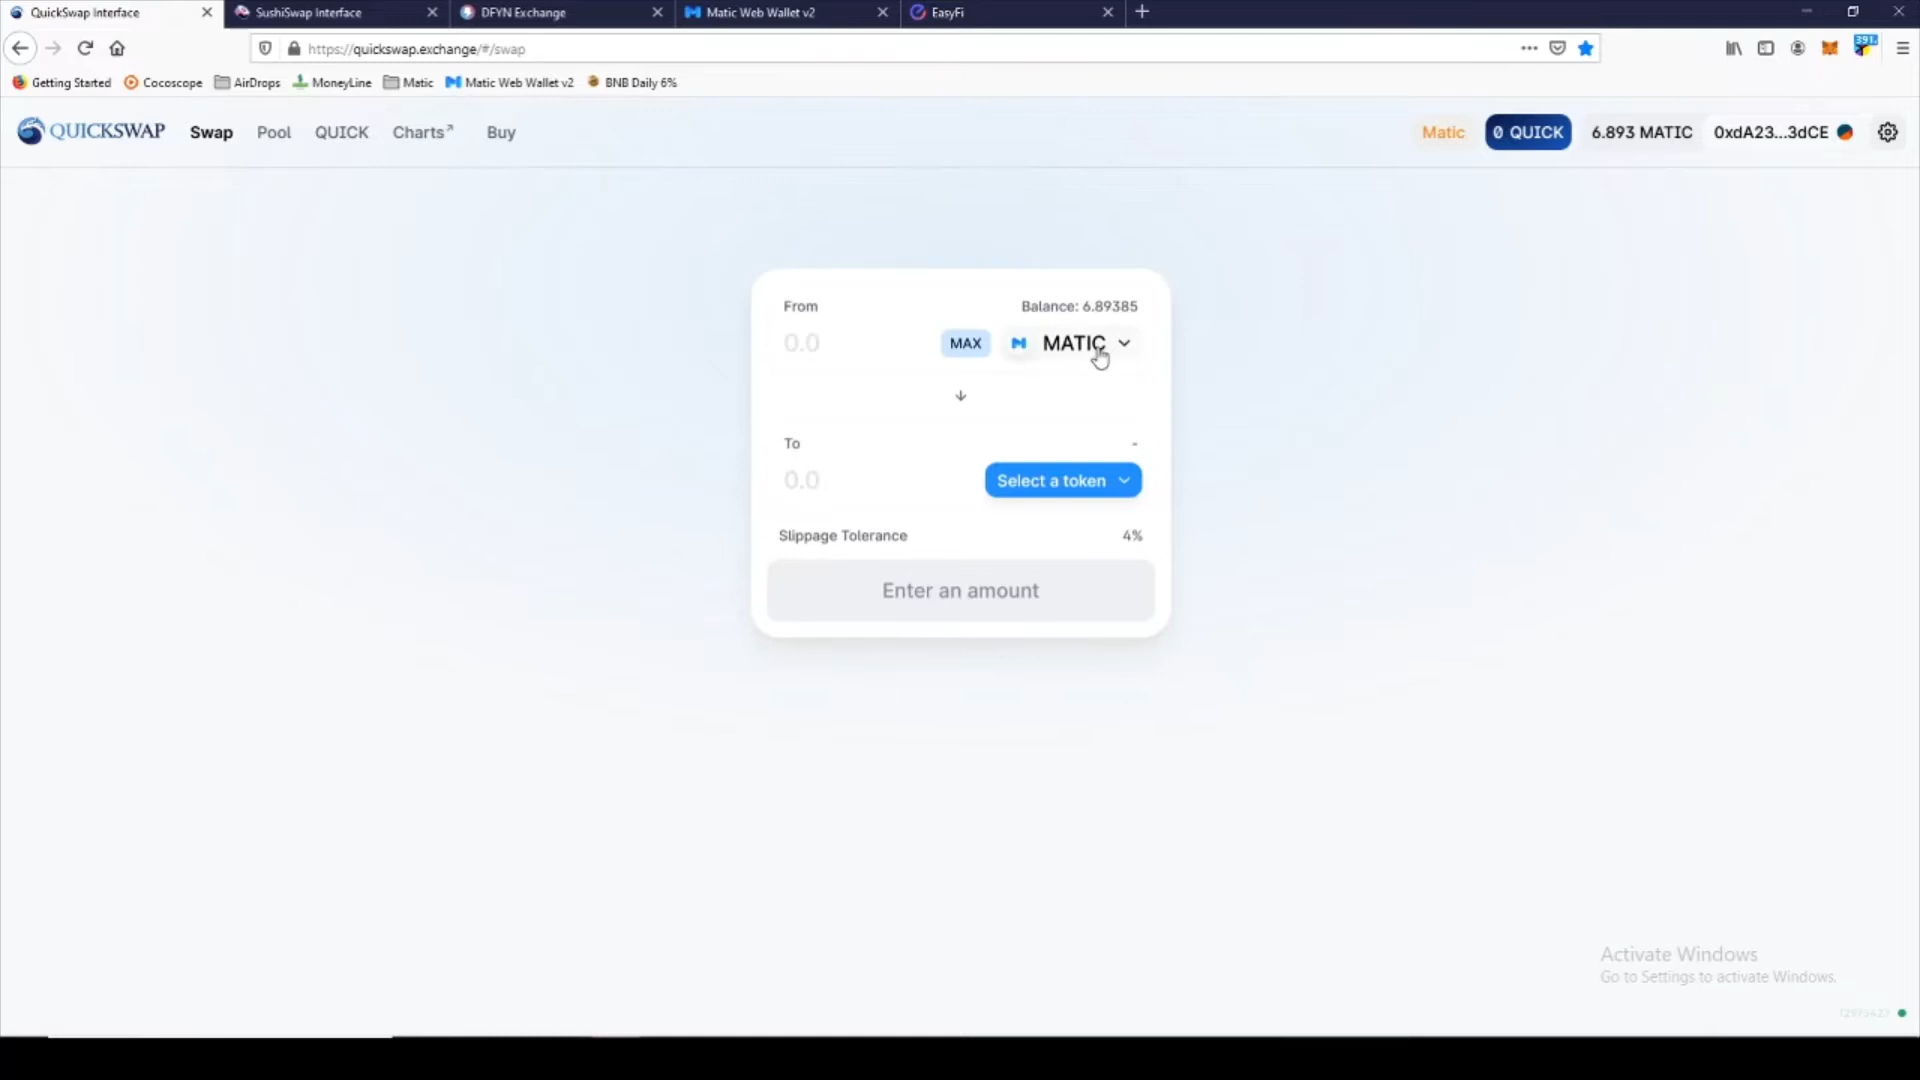 QuickSwap Interface
SushiSwap Interface
DFYN Exchange
Matic Web Wallet v2
EasyFi
https://quickswap.exchange/#/swap
391.
Getting Started
Cocoscope
AirDrops
MoneyLine
Matic
Matic Web Wallet v2
BNB Daily 6%
QUICKSWAP
Swap
Pool
QUICK
Charts↗
Buy
Matic
0 QUICK
6.893 MATIC
0xdA23...3dCE
From
Balance: 6.89385
0.0
MAX
MATIC
To
-
0.0
Select a token
Slippage Tolerance
4%
Enter an amount
Activate Windows
Go to Settings to activate Windows.